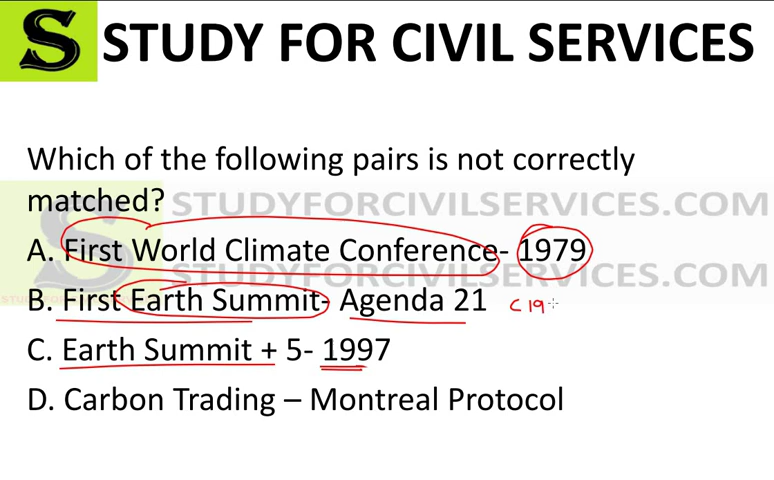 S STUDY FOR CIVIL SERVICES
Which of the following pairs is not correctly
matched?
STUDYFORCIVILSERVICES.COM
A. First World Climate Conference- 1979
STUDYFORCIVILSERVICES.COM
B. First Earth Summit- Agenda 21 (19
C. Earth Summit + 5- 1997
D. Carbon Trading – Montreal Protocol